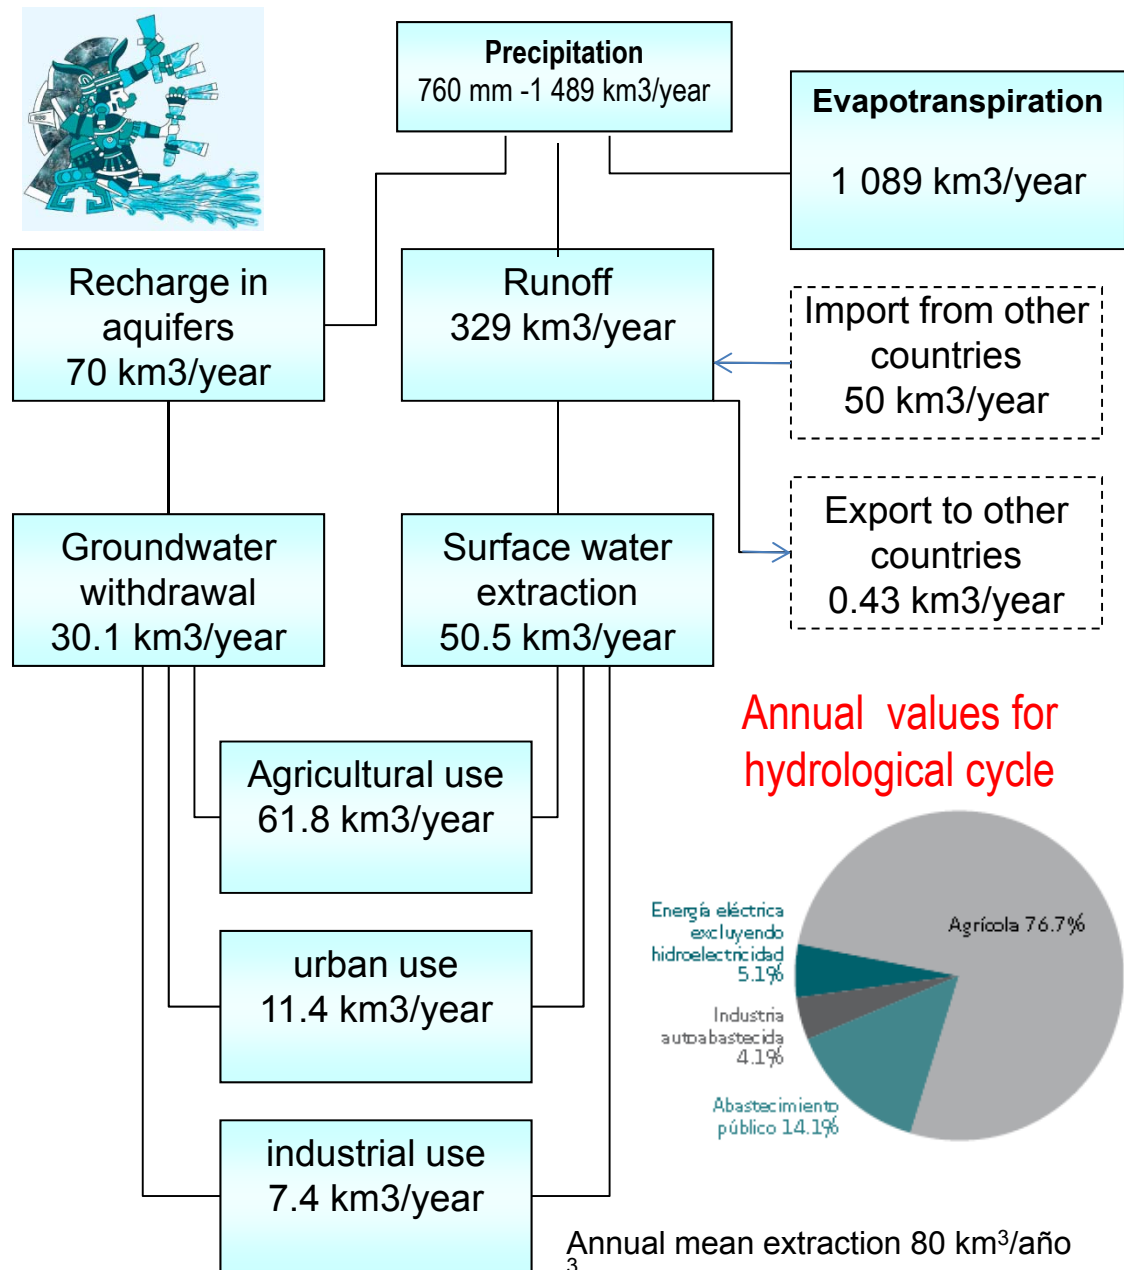 Precipitation
760 mm -1 489 km3/year
Evapotranspiration
1 089 km3/year
Recharge in
aquifers
70 km3/year
Runoff
329 km3/year
Import from other
countries
50 km3/year
Export to other
countries
0.43 km3/year
Groundwater
withdrawal
30.1 km3/year
Surface water
extraction
50.5 km3/year
Annual values for
hydrological cycle
Agricultural use
61.8 km3/year
urban use
11.4 km3/year
industrial use
7.4 km3/year
Energía eléctrica
excluyendo
hidroelectricidad
5.1%
Agrícola 76.7%
Industria
autoabastecida
4.1%
Abastecimiento
público 14.1%
Annual mean extraction 80 km³/año
3